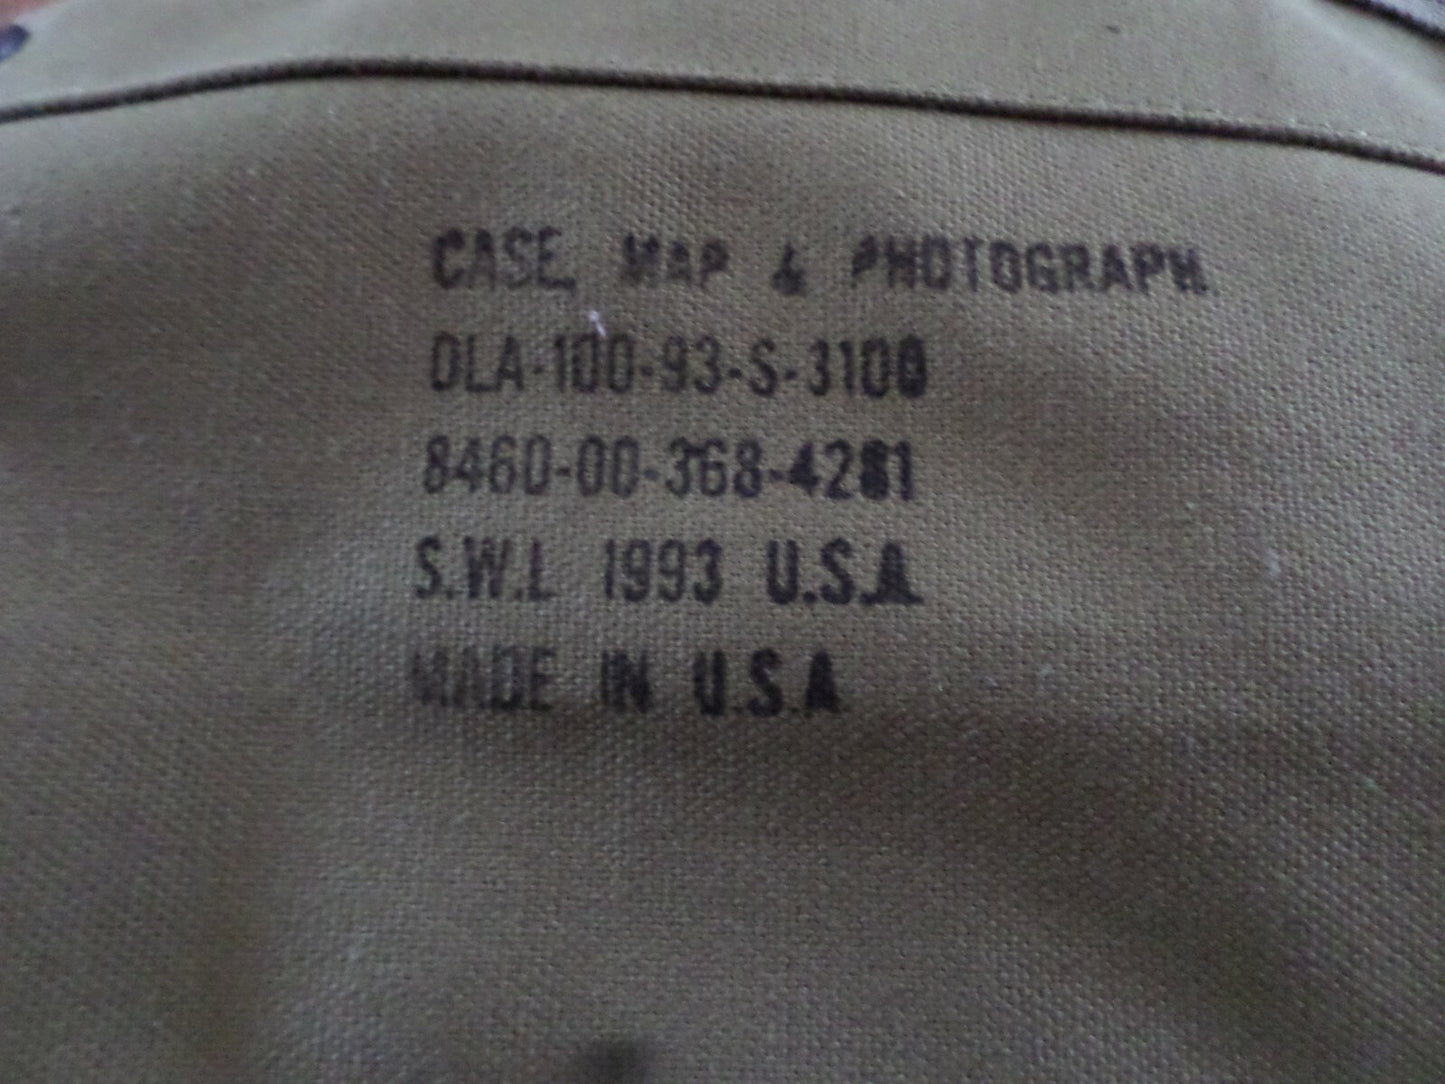 CASE, MAP & PHOTOGRAPH
DLA-100-93-S-3100
8460-00-368-4281
S.W.L 1993 U.S.A.
MADE IN U.S.A